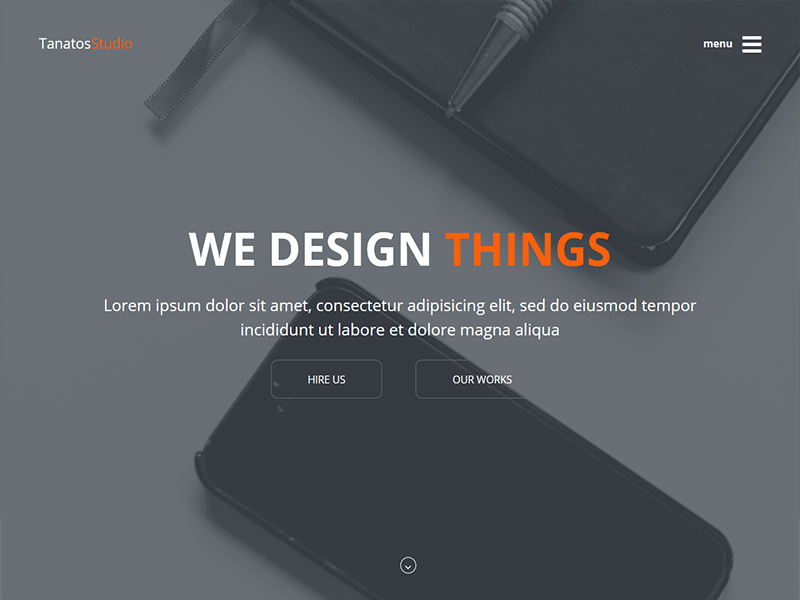 TanatosStudio
menu
WE DESIGN THINGS
Lorem ipsum dolor sit amet, consectetur adipisicing elit, sed do eiusmod tempor
incididunt ut labore et dolore magna aliqua
HIRE US
OUR WORKS